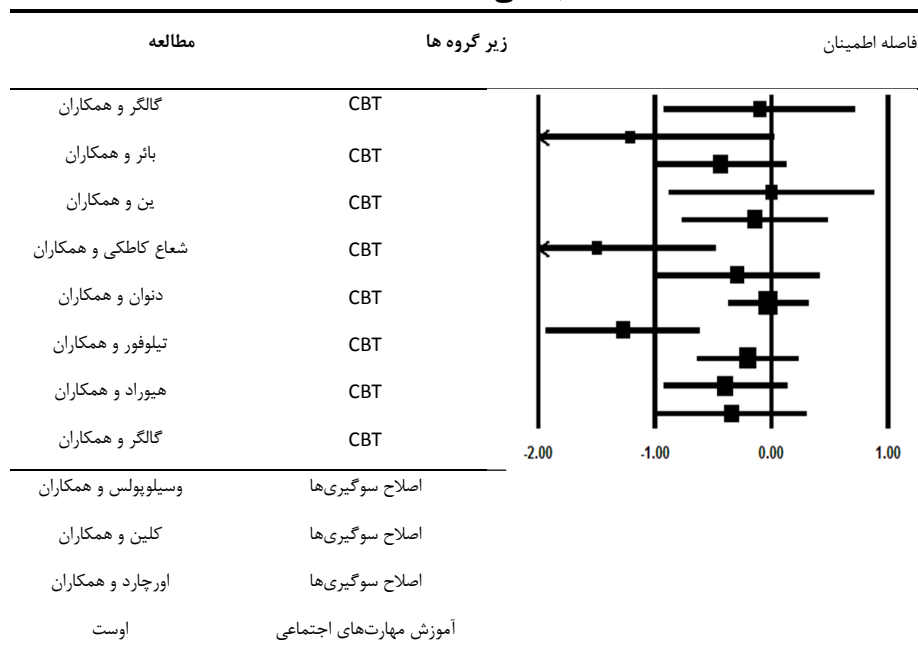 مطالعه زیر گروه ها فاصله اطمینان
گالگر و همکاران CBT
بائر و همکاران CBT
ین و همکاران CBT
شعاع کاظکی و همکاران CBT
دنوان و همکاران CBT
تیلوفور و همکاران CBT
هیوراد و همکاران CBT
گالگر و همکاران CBT
-2.00 -1.00 0.00 1.00
وسیلوپولس و همکاران اصلاح سوگیری‌ها
کلین و همکاران اصلاح سوگیری‌ها
اورچارد و همکاران اصلاح سوگیری‌ها
اوست آموزش مهارت‌های اجتماعی